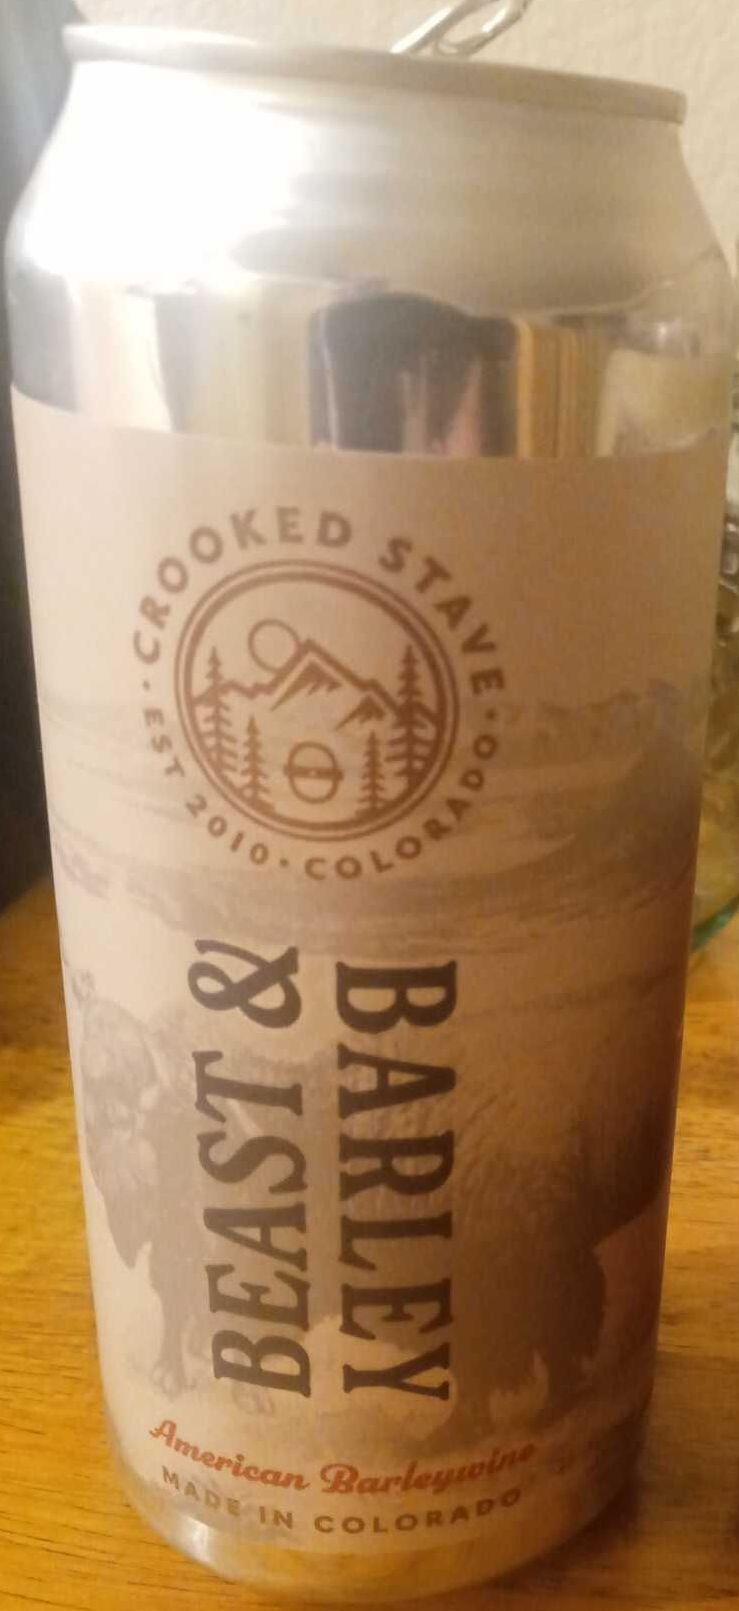 CROOKED STAVE
· EST 2010 · COLORADO ·
BEAST &
BARLEY
American Barleywine
MADE IN COLORADO